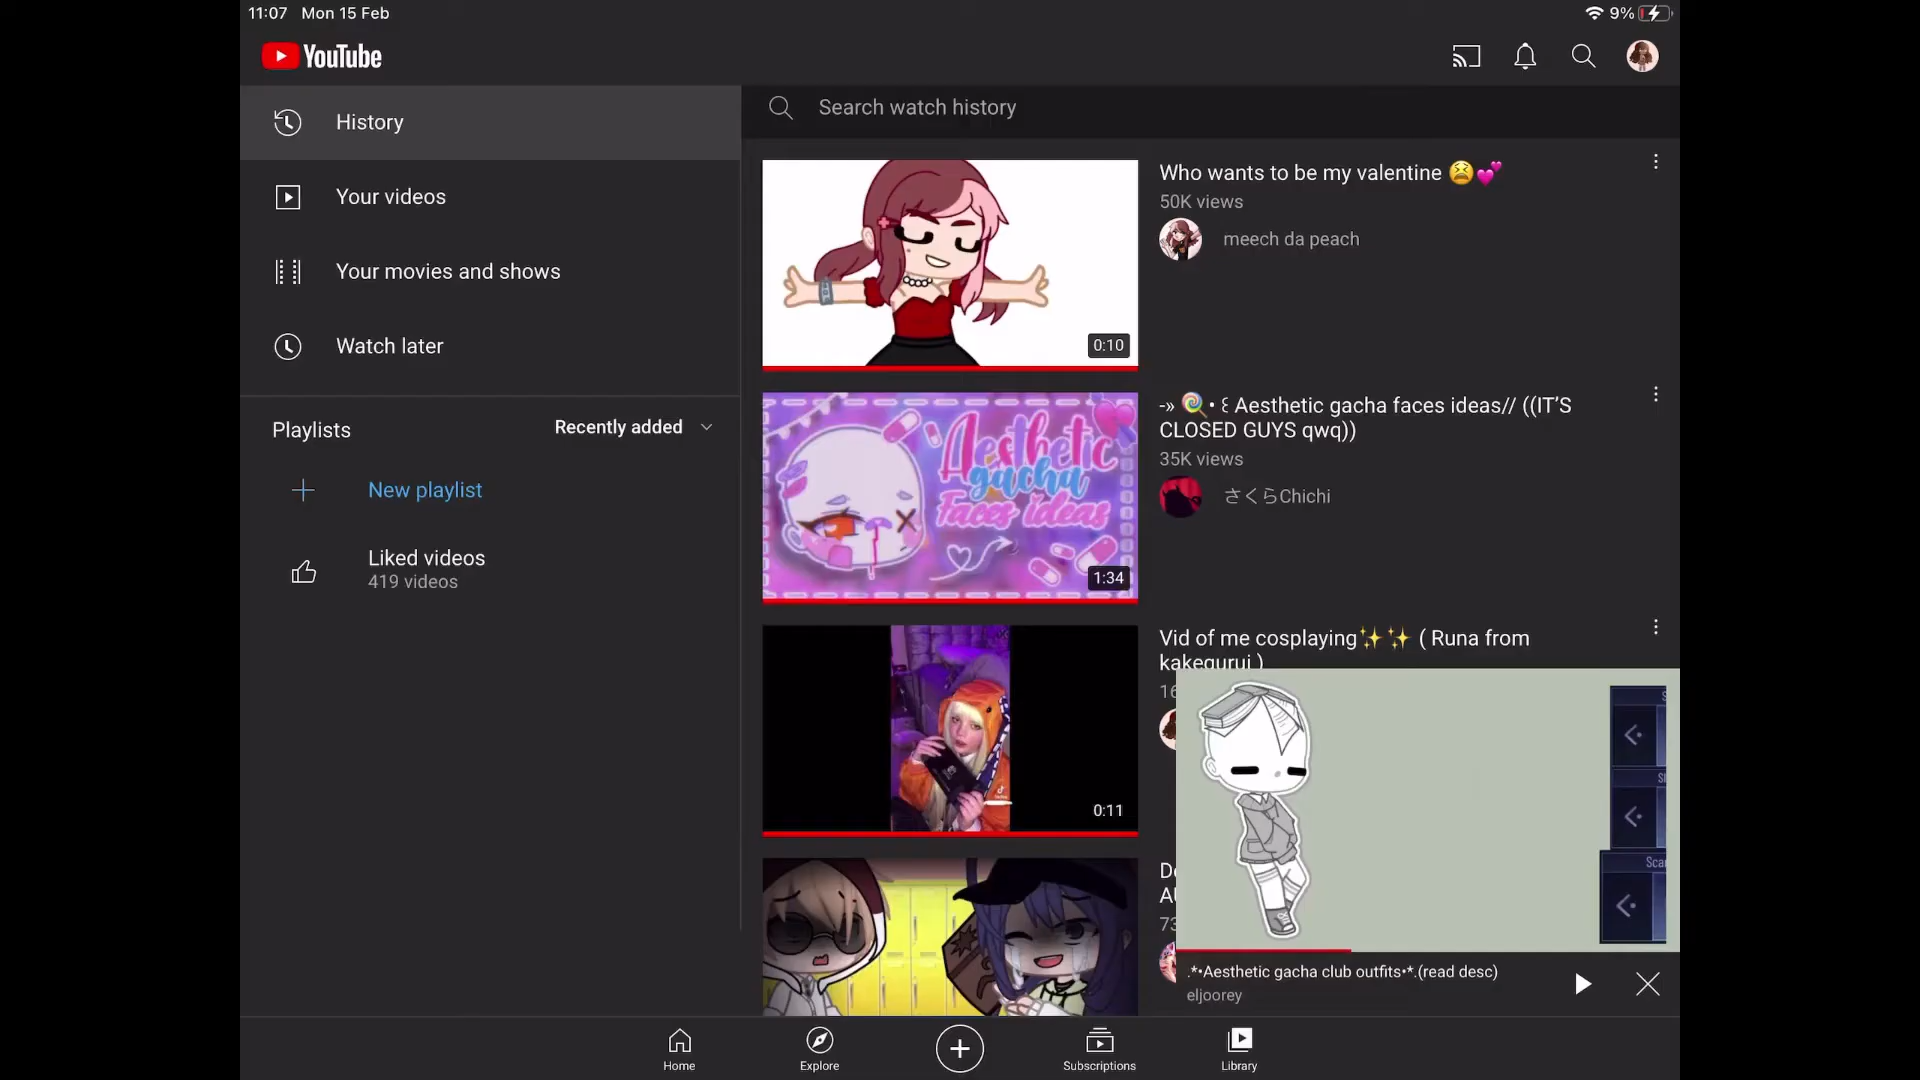 11:07 Mon 15 Feb
9%
YouTube
History
Your videos
Your movies and shows
Watch later
Playlists
Recently added
New playlist
Liked videos
419 videos
Search watch history
0:10
Who wants to be my valentine 😫💕
50K views
meech da peach
Aesthetic
gacha
Faces ideas
1:34
-» 🍭 • ꒰ Aesthetic gacha faces ideas// ((IT’S
CLOSED GUYS qwq))
35K views
さくらChichi
0:11
Vid of me cosplaying✨✨ ( Runa from
kakegurui )
.*•Aesthetic gacha club outfits•*.(read desc)
eljoorey
Home
Explore
Subscriptions
Library